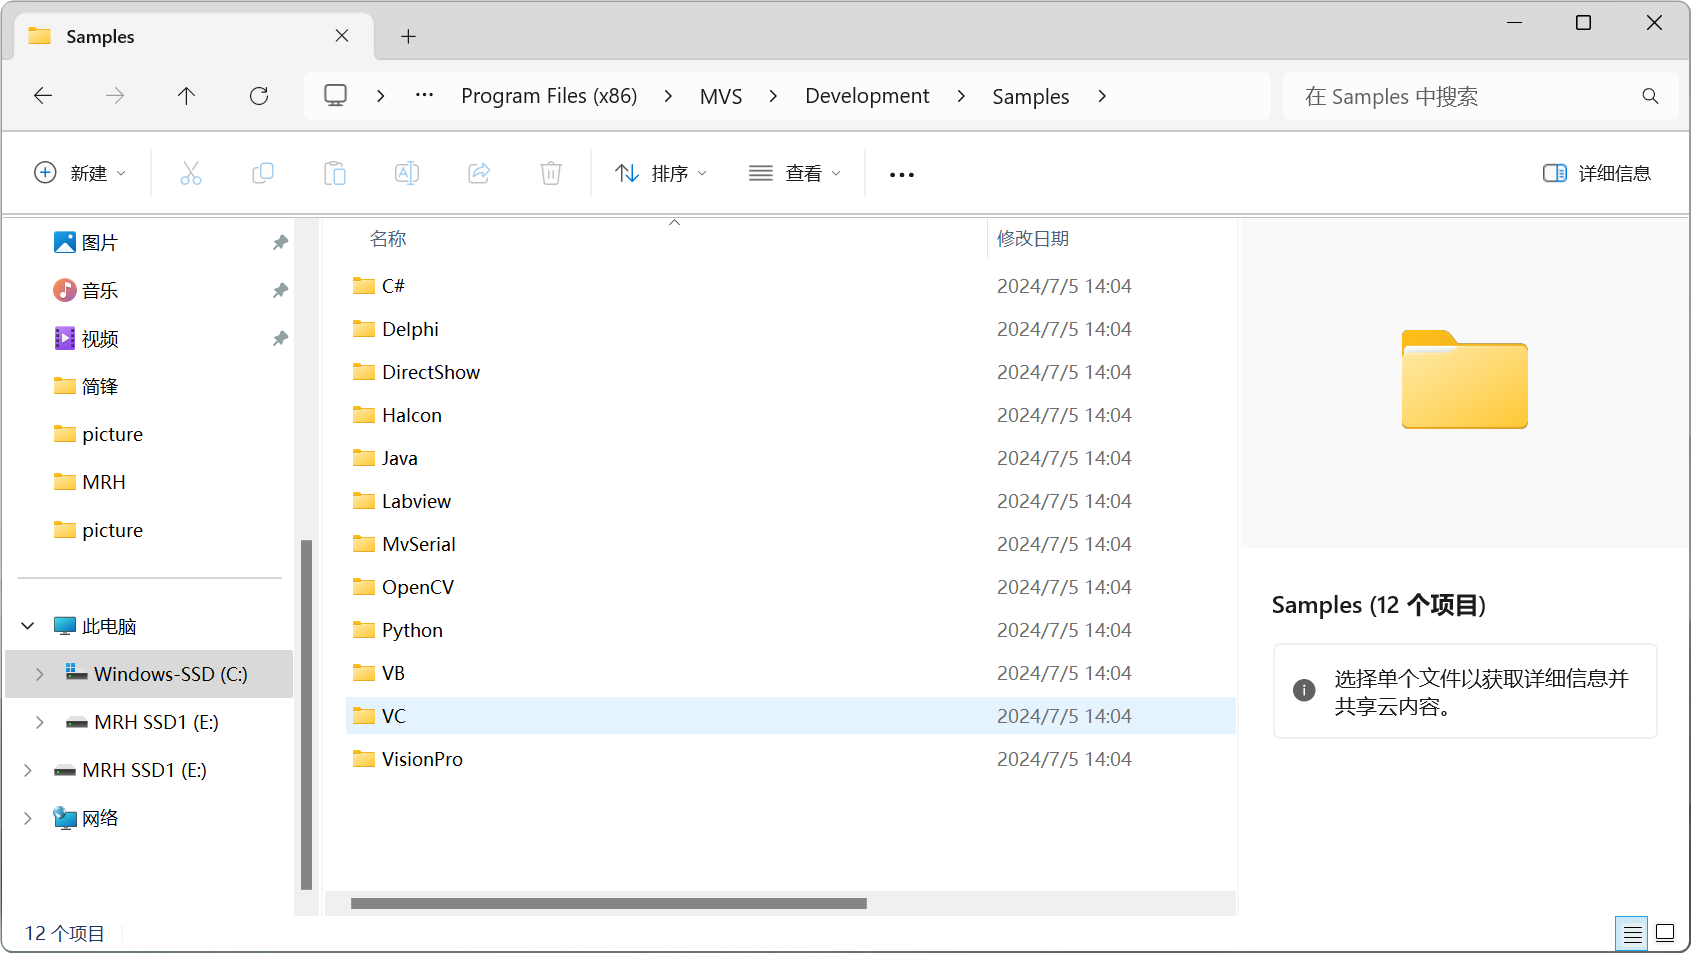 Samples
Program Files (x86) MVS Development Samples
在 Samples 中搜索
新建
排序
查看
详细信息
图片
音乐
视频
简锋
picture
MRH
picture
此电脑
Windows-SSD (C:)
MRH SSD1 (E:)
MRH SSD1 (E:)
网络
名称 修改日期
C# 2024/7/5 14:04
Delphi 2024/7/5 14:04
DirectShow 2024/7/5 14:04
Halcon 2024/7/5 14:04
Java 2024/7/5 14:04
Labview 2024/7/5 14:04
MvSerial 2024/7/5 14:04
OpenCV 2024/7/5 14:04
Python 2024/7/5 14:04
VB 2024/7/5 14:04
VC 2024/7/5 14:04
VisionPro 2024/7/5 14:04
Samples (12 个项目)
选择单个文件以获取详细信息并
共享云内容。
12 个项目